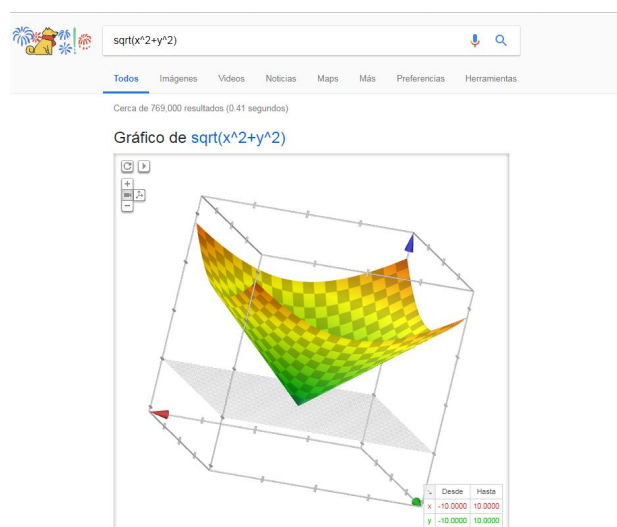 sqrt(x^2+y^2)
Todos Imágenes Videos Noticias Maps Más Preferencias Herramientas
Cerca de 769,000 resultados (0.41 segundos)
Gráfico de sqrt(x^2+y^2)
Desde Hasta
x -10.0000 10.0000
y -10.0000 10.0000